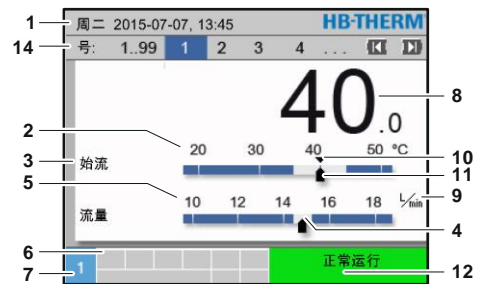 1 周二 2015-07-07, 13:45 HB-THERM
14 号: 1..99 1 2 3 4 ...
40.0 8
2 20 30 40 50 °C 10
3 始流 11
5 10 12 14 16 18 L/min 9
流量 4
6
7 1 正常运行 12